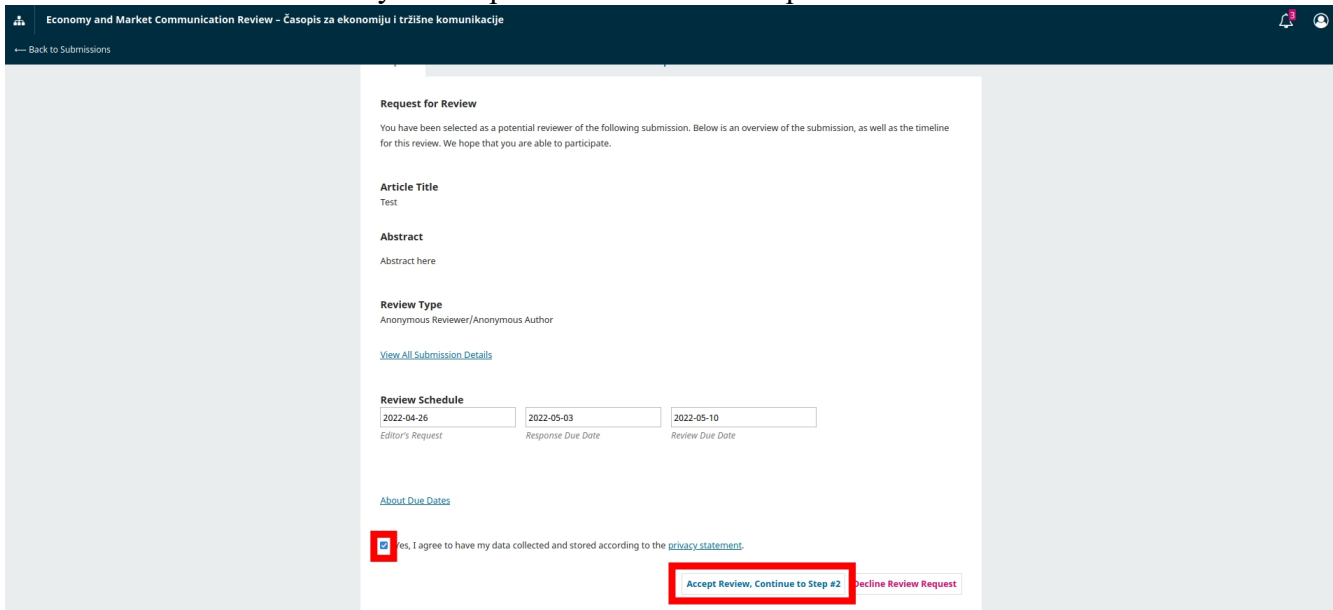 Economy and Market Communication Review – Časopis za ekonomiju i tržišne komunikacije
3
← Back to Submissions
Request for Review
You have been selected as a potential reviewer of the following submission. Below is an overview of the submission, as well as the timeline
for this review. We hope that you are able to participate.
Article Title
Test
Abstract
Abstract here
Review Type
Anonymous Reviewer/Anonymous Author
View All Submission Details
Review Schedule
2022-04-26 2022-05-03 2022-05-10
Editor's Request Response Due Date Review Due Date
About Due Dates
Yes, I agree to have my data collected and stored according to the privacy statement.
Accept Review, Continue to Step #2 Decline Review Request